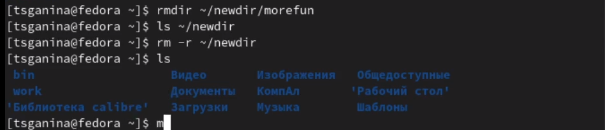 [tsganina@fedora ~]$ rmdir ~/newdir/morefun
[tsganina@fedora ~]$ ls ~/newdir
[tsganina@fedora ~]$ rm -r ~/newdir
[tsganina@fedora ~]$ ls
bin Видео Изображения Общедоступные
work Документы КомпАл 'Рабочий стол'
'Библиотека calibre' Загрузки Музыка Шаблоны
[tsganina@fedora ~]$ m